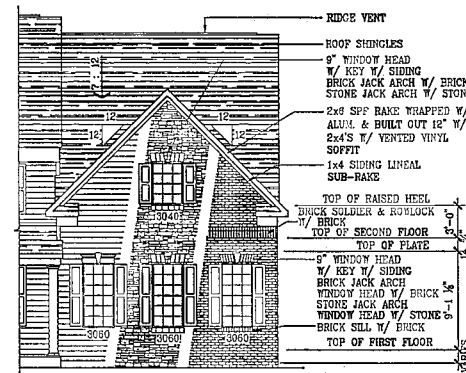 RIDGE VENT
ROOF SHINGLES
9" WINDOW HEAD
W/ KEY W/ SIDING
BRICK JACK ARCH W/ BRICK
STONE JACK ARCH W/ STON
7 : 12
12
12
12
12
2x6 SPF RAKE WRAPPED W/
ALUM. & BUILT OUT 12" W/
2x4'S W/ VENTED VINYL
SOFFIT
1x4 SIDING LINEAL
SUB-RAKE
TOP OF RAISED HEEL
3040
BRICK SOLDIER & ROWLOCK
W/ BRICK
TOP OF SECOND FLOOR
TOP OF PLATE
9" WINDOW HEAD
W/ KEY W/ SIDING
BRICK JACK ARCH
WINDOW HEAD W/ BRICK
STONE JACK ARCH
WINDOW HEAD W/ STONE
BRICK SILL W/ BRICK
3060
3060
3060
TOP OF FIRST FLOOR